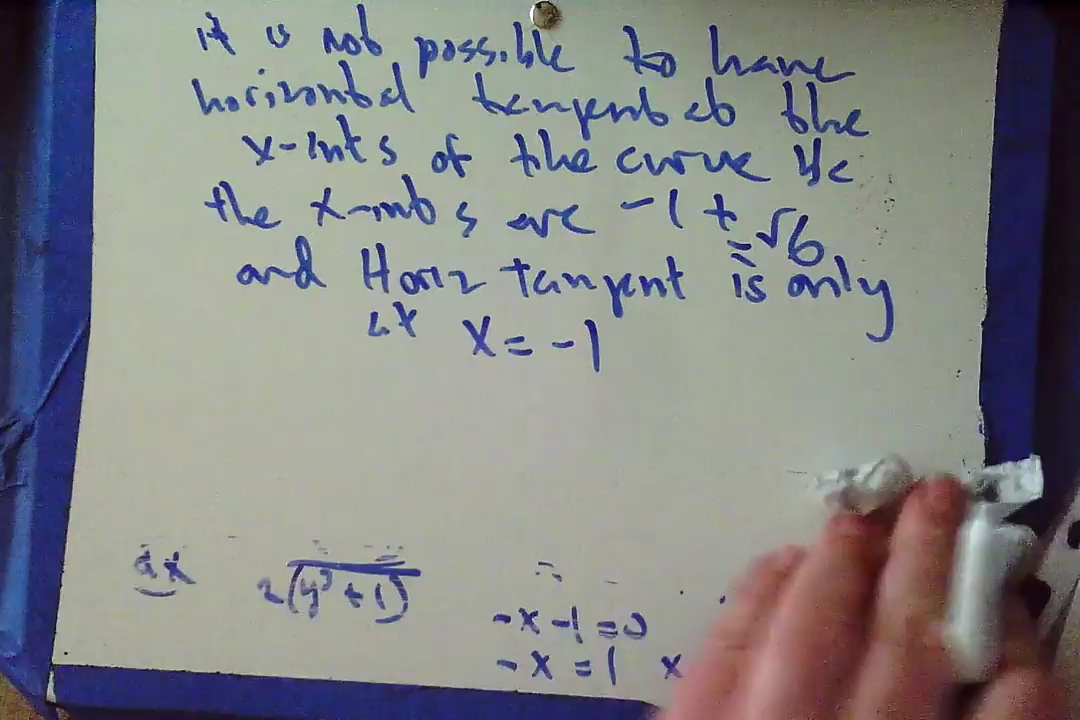 it is not possible to have
horizontal tangent at the
x-ints of the curve b/c
the x-ints are -1 ± √6
and Horiz tangent is only
at x = -1
dx 2(y³ + 1)
-x - 1 = 0
-x = 1 x